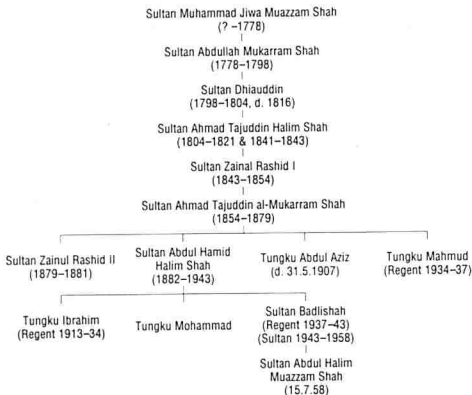 Sultan Muhammad Jiwa Muazzam Shah
(? –1778)
Sultan Abdullah Mukarram Shah
(1778–1798)
Sultan Dhiauddin
(1798–1804, d. 1816)
Sultan Ahmad Tajuddin Halim Shah
(1804–1821 & 1841–1843)
Sultan Zainal Rashid I
(1843–1854)
Sultan Ahmad Tajuddin al-Mukarram Shah
(1854–1879)
Sultan Zainul Rashid II
(1879–1881)
Sultan Abdul Hamid
Halim Shah
(1882–1943)
Tungku Abdul Aziz
(d. 31.5.1907)
Tungku Mahmud
(Regent 1934–37)
Tungku Ibrahim
(Regent 1913–34)
Tungku Mohammad
Sultan Badlishah
(Regent 1937–43)
(Sultan 1943–1958)
Sultan Abdul Halim
Muazzam Shah
(15.7.58)